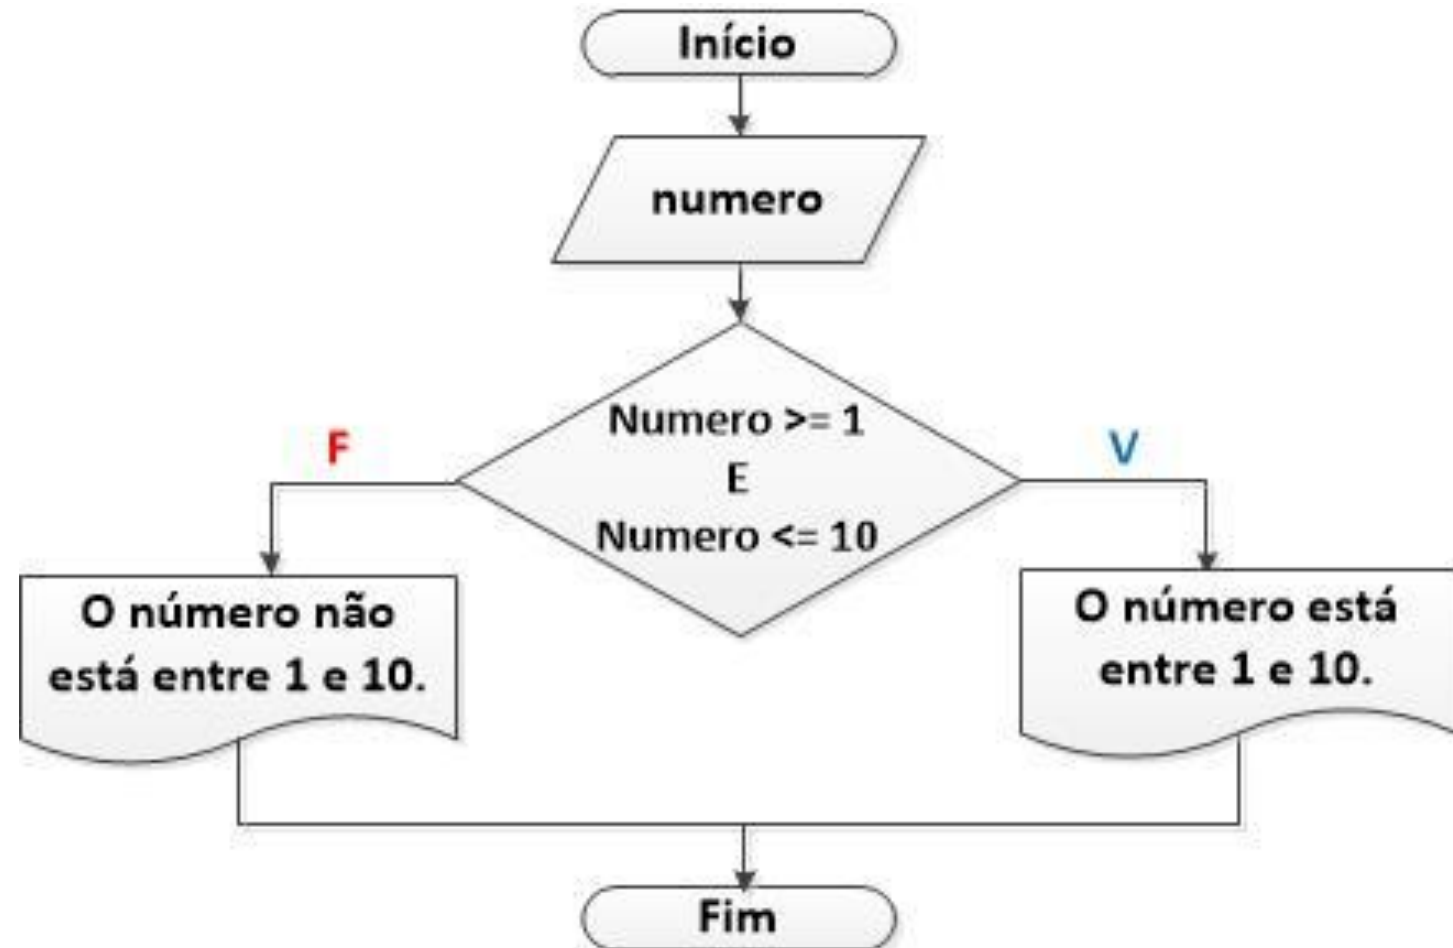 Início
numero
Numero >= 1
E
Numero <= 10
F
V
O número não
está entre 1 e 10.
O número está
entre 1 e 10.
Fim